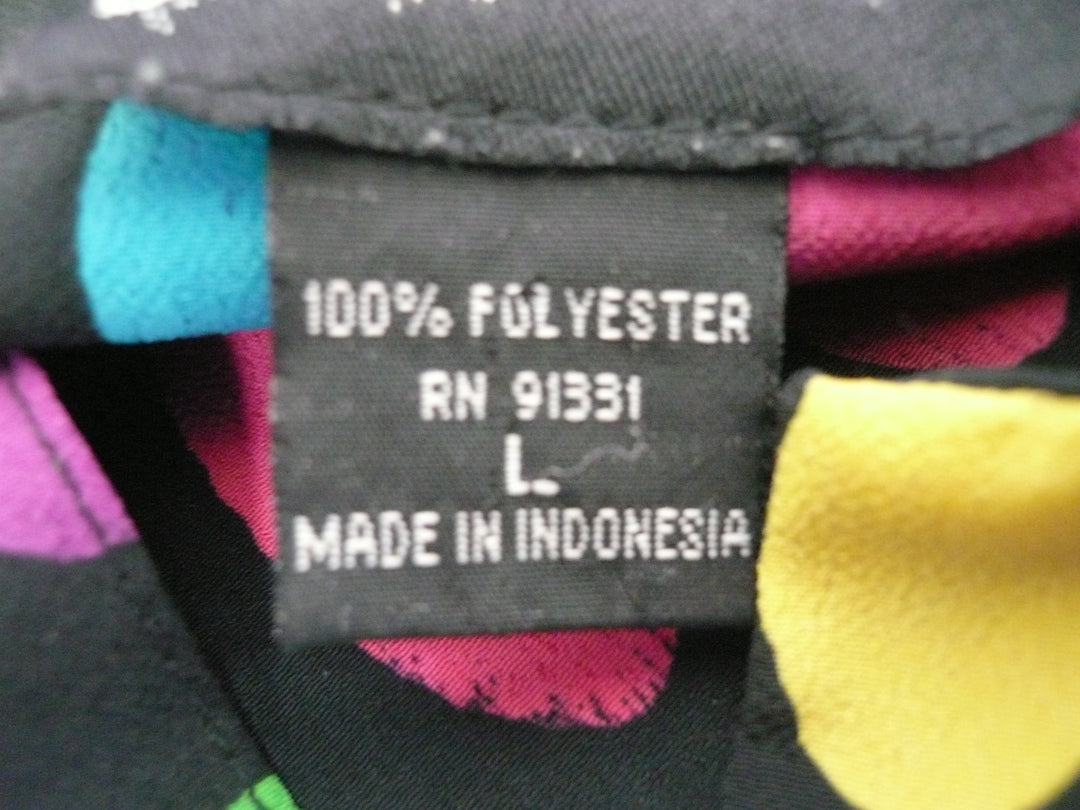 100% POLYESTER
RN 91331
L
MADE IN INDONESIA